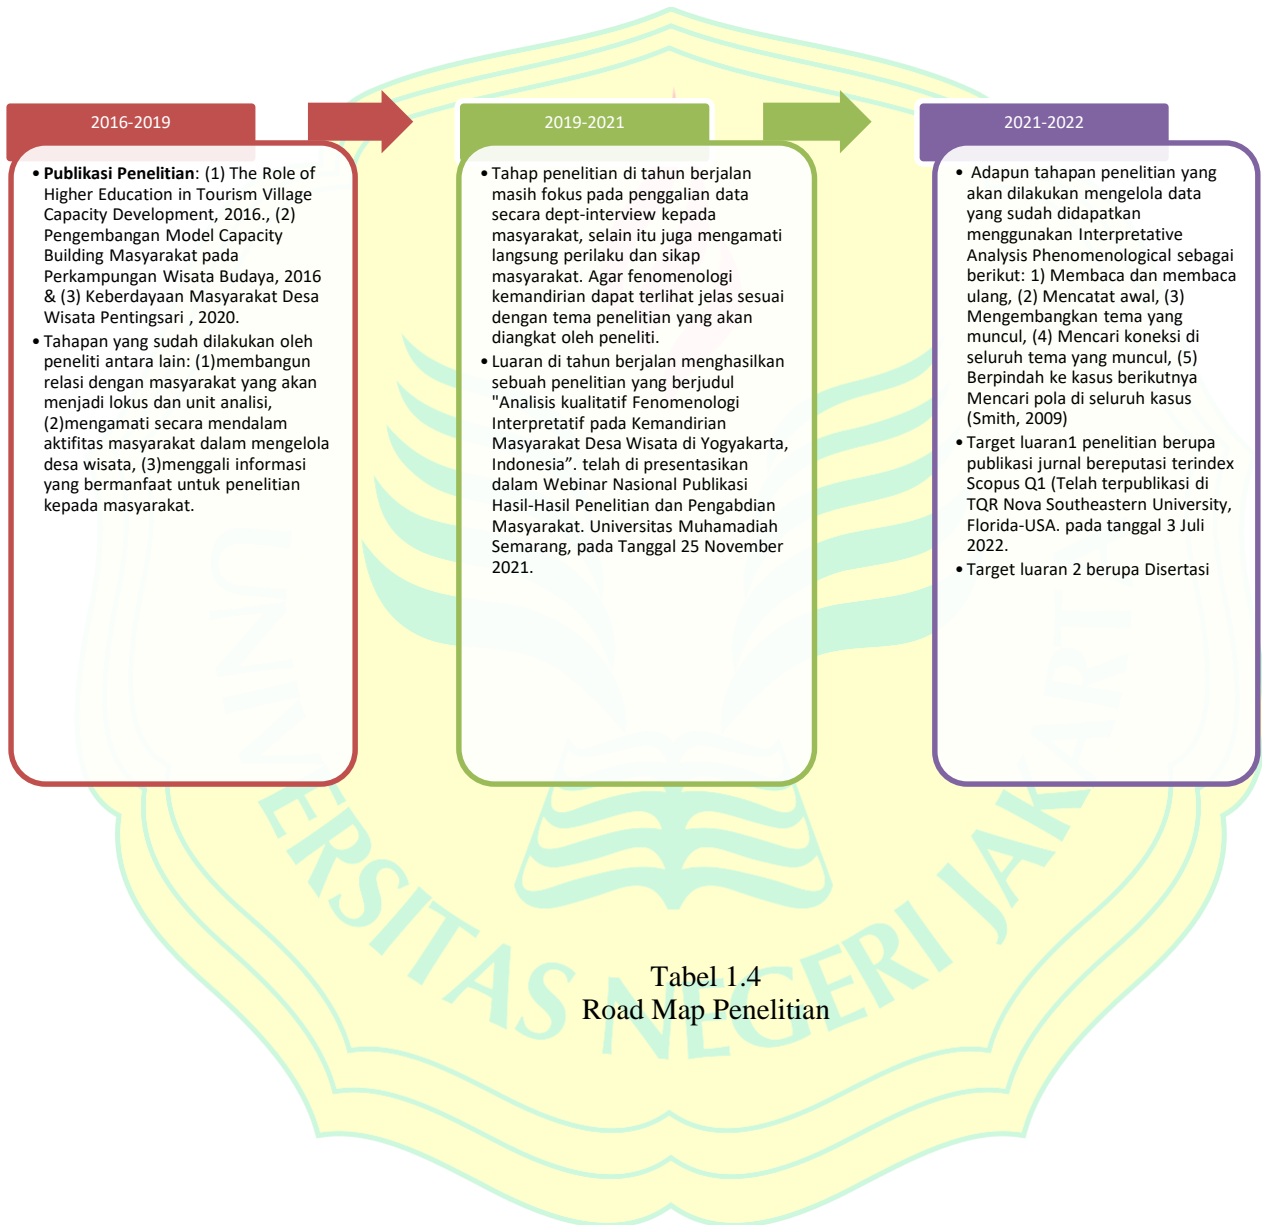 2016-2019
• Publikasi Penelitian: (1) The Role of
Higher Education in Tourism Village
Capacity Development, 2016., (2)
Pengembangan Model Capacity
Building Masyarakat pada
Perkampungan Wisata Budaya, 2016
& (3) Keberdayaan Masyarakat Desa
Wisata Pentingsari , 2020.
• Tahapan yang sudah dilakukan oleh
peneliti antara lain: (1)membangun
relasi dengan masyarakat yang akan
menjadi lokus dan unit analisi,
(2)mengamati secara mendalam
aktifitas masyarakat dalam mengelola
desa wisata, (3)menggali informasi
yang bermanfaat untuk penelitian
kepada masyarakat.
2019-2021
• Tahap penelitian di tahun berjalan
masih fokus pada penggalian data
secara dept-interview kepada
masyarakat, selain itu juga mengamati
langsung perilaku dan sikap
masyarakat. Agar fenomenologi
kemandirian dapat terlihat jelas sesuai
dengan tema penelitian yang akan
diangkat oleh peneliti.
• Luaran di tahun berjalan menghasilkan
sebuah penelitian yang berjudul
"Analisis kualitatif Fenomenologi
Interpretatif pada Kemandirian
Masyarakat Desa Wisata di Yogyakarta,
Indonesia”. telah di presentasikan
dalam Webinar Nasional Publikasi
Hasil-Hasil Penelitian dan Pengabdian
Masyarakat. Universitas Muhamadiah
Semarang, pada Tanggal 25 November
2021.
2021-2022
• Adapun tahapan penelitian yang
akan dilakukan mengelola data
yang sudah didapatkan
menggunakan Interpretative
Analysis Phenomenological sebagai
berikut: 1) Membaca dan membaca
ulang, (2) Mencatat awal, (3)
Mengembangkan tema yang
muncul, (4) Mencari koneksi di
seluruh tema yang muncul, (5)
Berpindah ke kasus berikutnya
Mencari pola di seluruh kasus
(Smith, 2009)
• Target luaran1 penelitian berupa
publikasi jurnal bereputasi terindex
Scopus Q1 (Telah terpublikasi di
TQR Nova Southeastern University,
Florida-USA. pada tanggal 3 Juli
2022.
• Target luaran 2 berupa Disertasi
UNIVERSITAS NEGERI JAKARTA
Tabel 1.4
Road Map Penelitian